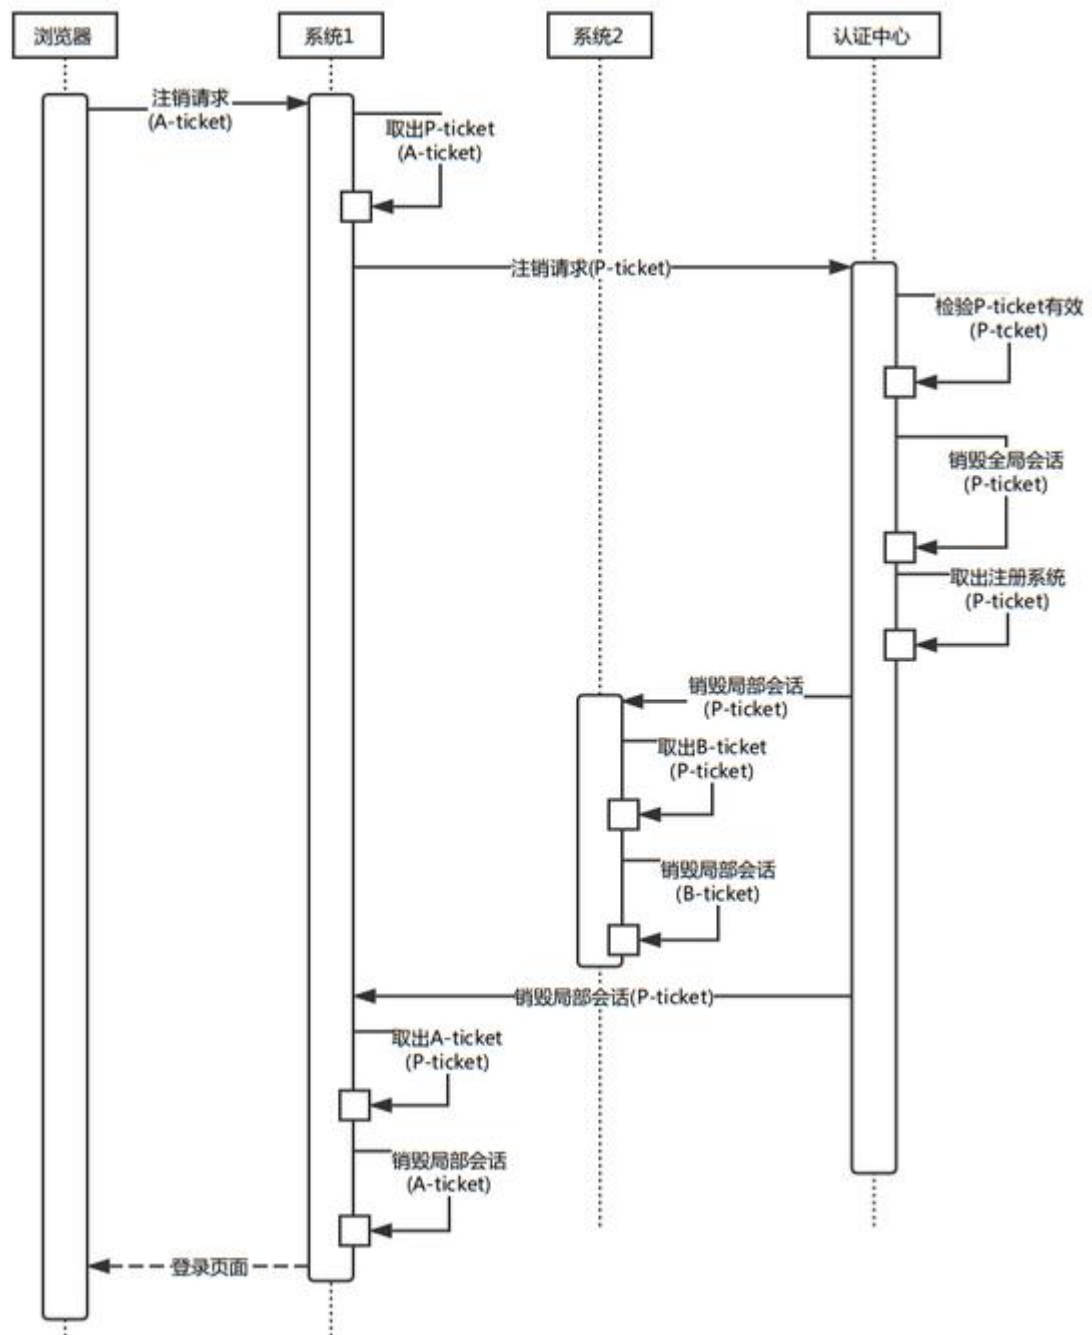 浏览器
系统1
系统2
认证中心
注销请求
(A-ticket)
取出P-ticket
(A-ticket)
注销请求(P-ticket)
检验P-ticket有效
(P-tcket)
销毁全局会话
(P-ticket)
取出注册系统
(P-ticket)
销毁局部会话
(P-ticket)
取出B-ticket
(P-ticket)
销毁局部会话
(B-ticket)
销毁局部会话(P-ticket)
取出A-ticket
(P-ticket)
销毁局部会话
(A-ticket)
登录页面